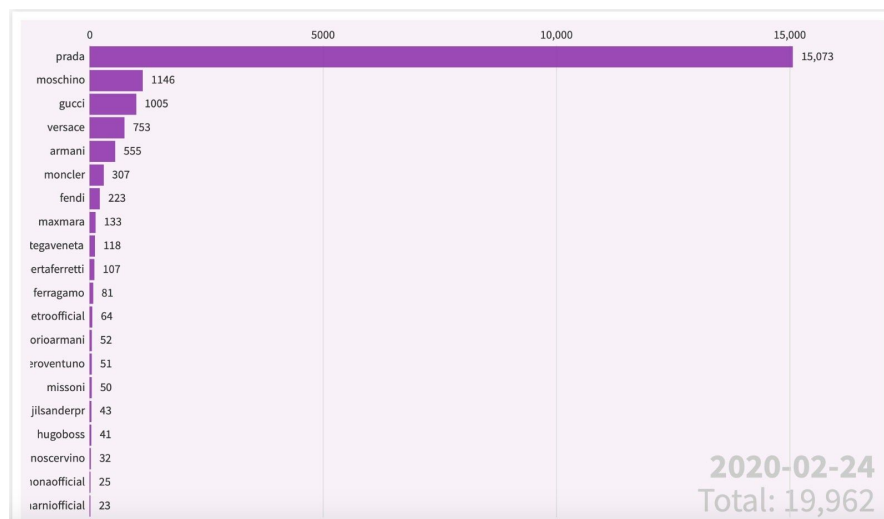 0 5000 10,000 15,000
prada 15,073
moschino 1146
gucci 1005
versace 753
armani 555
moncler 307
fendi 223
maxmara 133
tegaveneta 118
ertaferretti 107
ferragamo 81
etroofficial 64
orioarmani 52
eroventuno 51
missoni 50
jilsanderpr 43
hugoboss 41
noscervino 32
onaofficial 25
arniofficial 23
2020-02-24
Total: 19,962